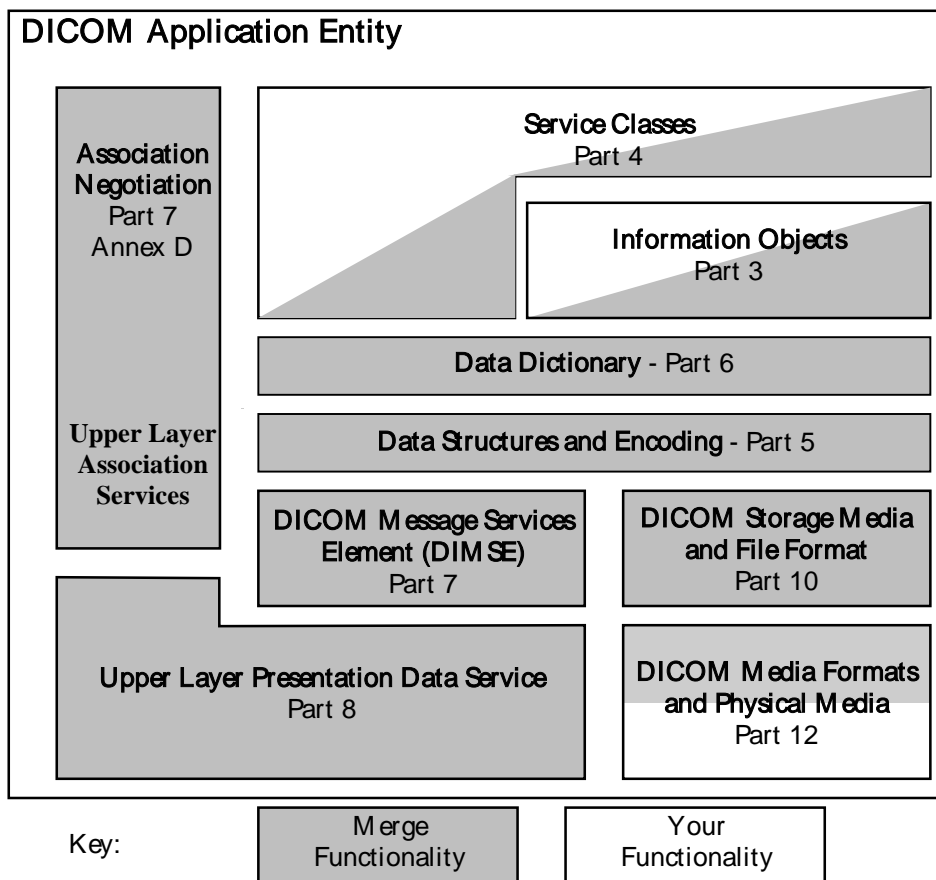 DICOM Application Entity
Association
Negotiation
Part 7
Annex D
Upper Layer
Association
Services
Service Classes
Part 4
Information Objects
Part 3
Data Dictionary - Part 6
Data Structures and Encoding - Part 5
DICOM Message Services
Element (DIMSE)
Part 7
DICOM Storage Media
and File Format
Part 10
Upper Layer Presentation Data Service
Part 8
DICOM Media Formats
and Physical Media
Part 12
Key:
Merge
Functionality
Your
Functionality